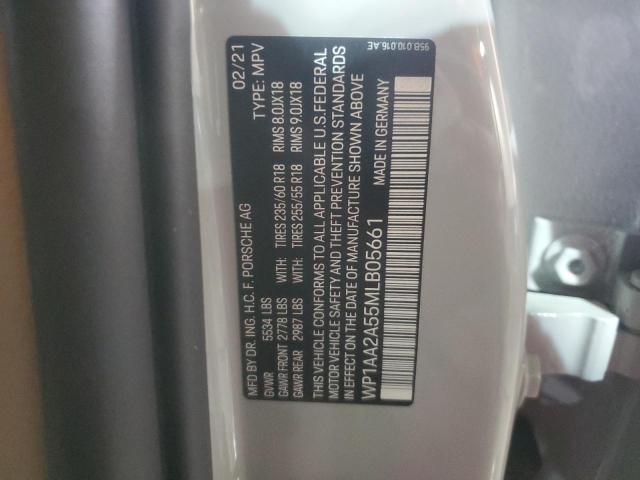 MFD BY DR. ING. H.C. F. PORSCHE AG 02/21
GVWR 5534 LBS TYPE: MPV
GAWR FRONT 2778 LBS WITH: TIRES 235/60 R18 RIMS 8.0JX18
GAWR REAR 2987 LBS WITH: TIRES 255/55 R18 RIMS 9.0JX18
THIS VEHICLE CONFORMS TO ALL APPLICABLE U.S.FEDERAL
MOTOR VEHICLE SAFETY AND THEFT PREVENTION STANDARDS
IN EFFECT ON THE DATE OF MANUFACTURE SHOWN ABOVE
WP1AA2A55MLB05661 MADE IN GERMANY
95B.010.016.AE